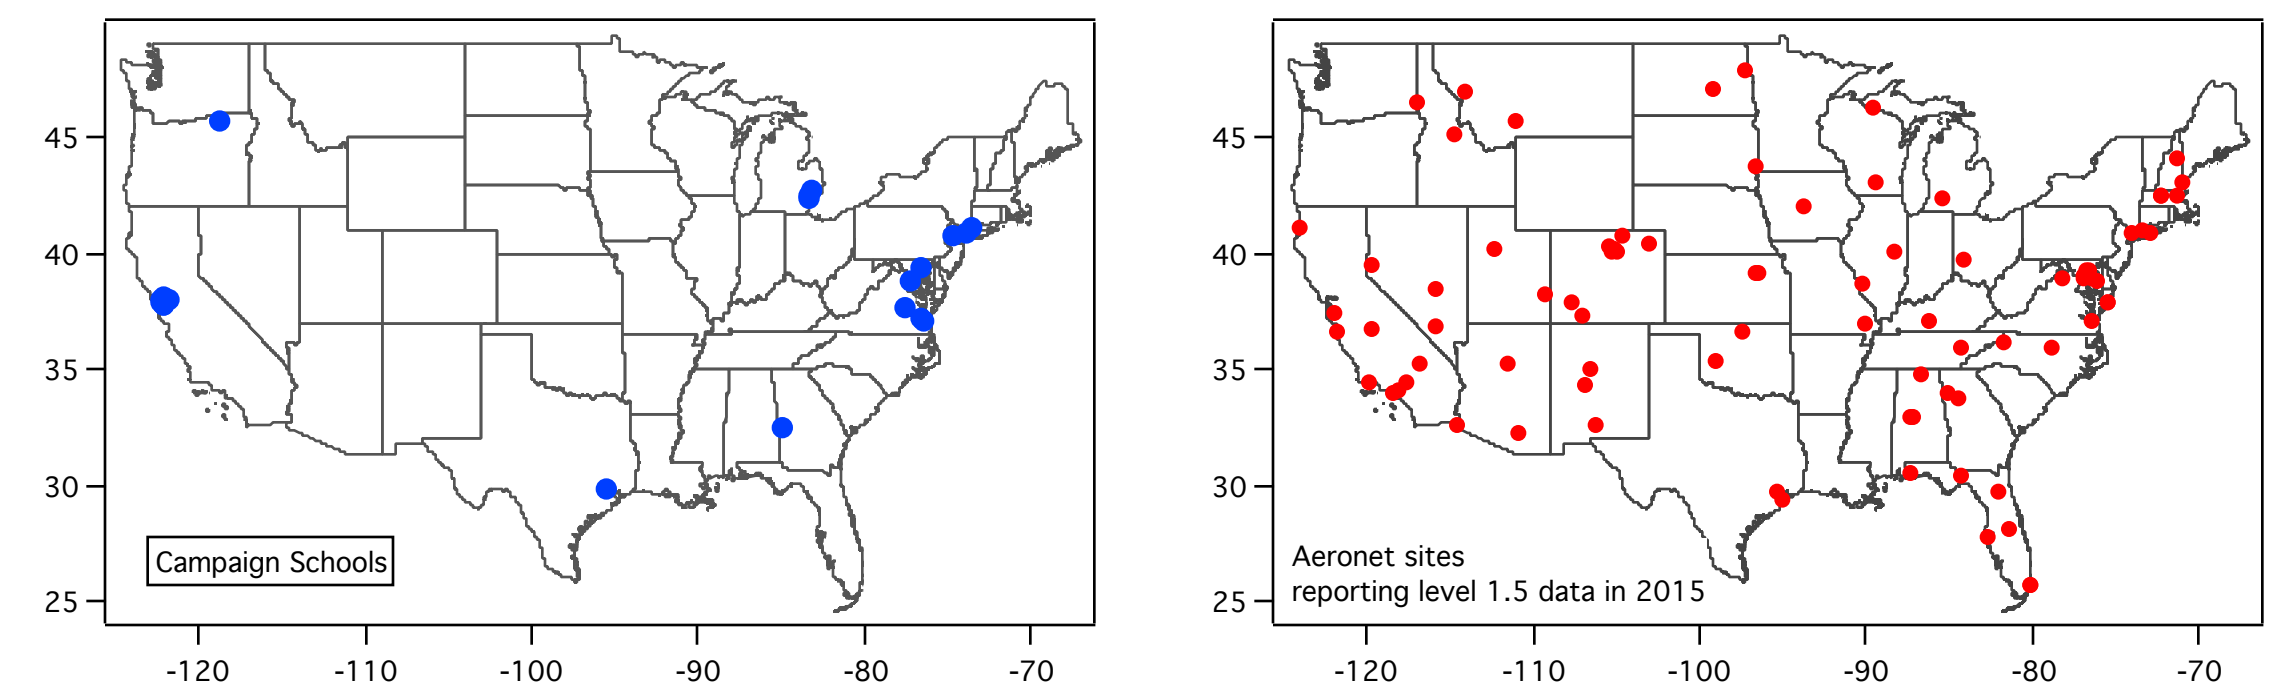 45
40
35
30
25
Campaign Schools
-120 -110 -100 -90 -80 -70
45
40
35
30
25
Aeronet sites
reporting level 1.5 data in 2015
-120 -110 -100 -90 -80 -70